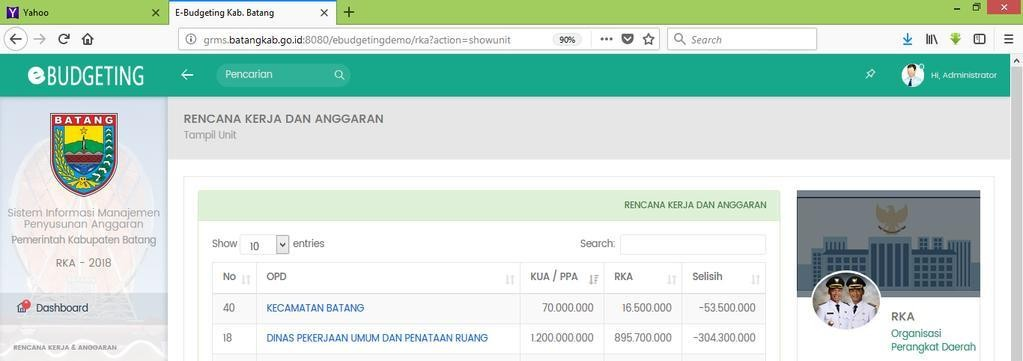 Yahoo
E-Budgeting Kab. Batang
grms.batangkab.go.id:8080/ebudgetingdemo/rka?action=showunit
90%
Search
eBUDGETING
Pencarian
Hi, Administrator
BATANG
Sistem Informasi Manajemen
Penyusunan Anggaran
Pemerintah Kabupaten Batang
RKA - 2018
Dashboard
RENCANA KERJA & ANGGARAN
RENCANA KERJA DAN ANGGARAN
Tampil Unit
RENCANA KERJA DAN ANGGARAN
Show 10 entries
Search:
No OPD KUA / PPA RKA Selisih
40 KECAMATAN BATANG 70.000.000 16.500.000 -53.500.000
18 DINAS PEKERJAAN UMUM DAN PENATAAN RUANG 1.200.000.000 895.700.000 -304.300.000
RKA
Organisasi
Perangkat Daerah